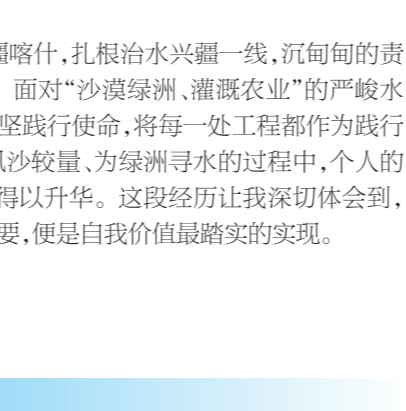 疆喀什，扎根治水兴疆一线，沉甸甸的责
面对“沙漠绿洲、灌溉农业”的严峻水
坚践行使命，将每一处工程都作为践行
风沙较量、为绿洲寻水的过程中，个人的
得以升华。这段经历让我深切体会到，
要，便是自我价值最踏实的实现。